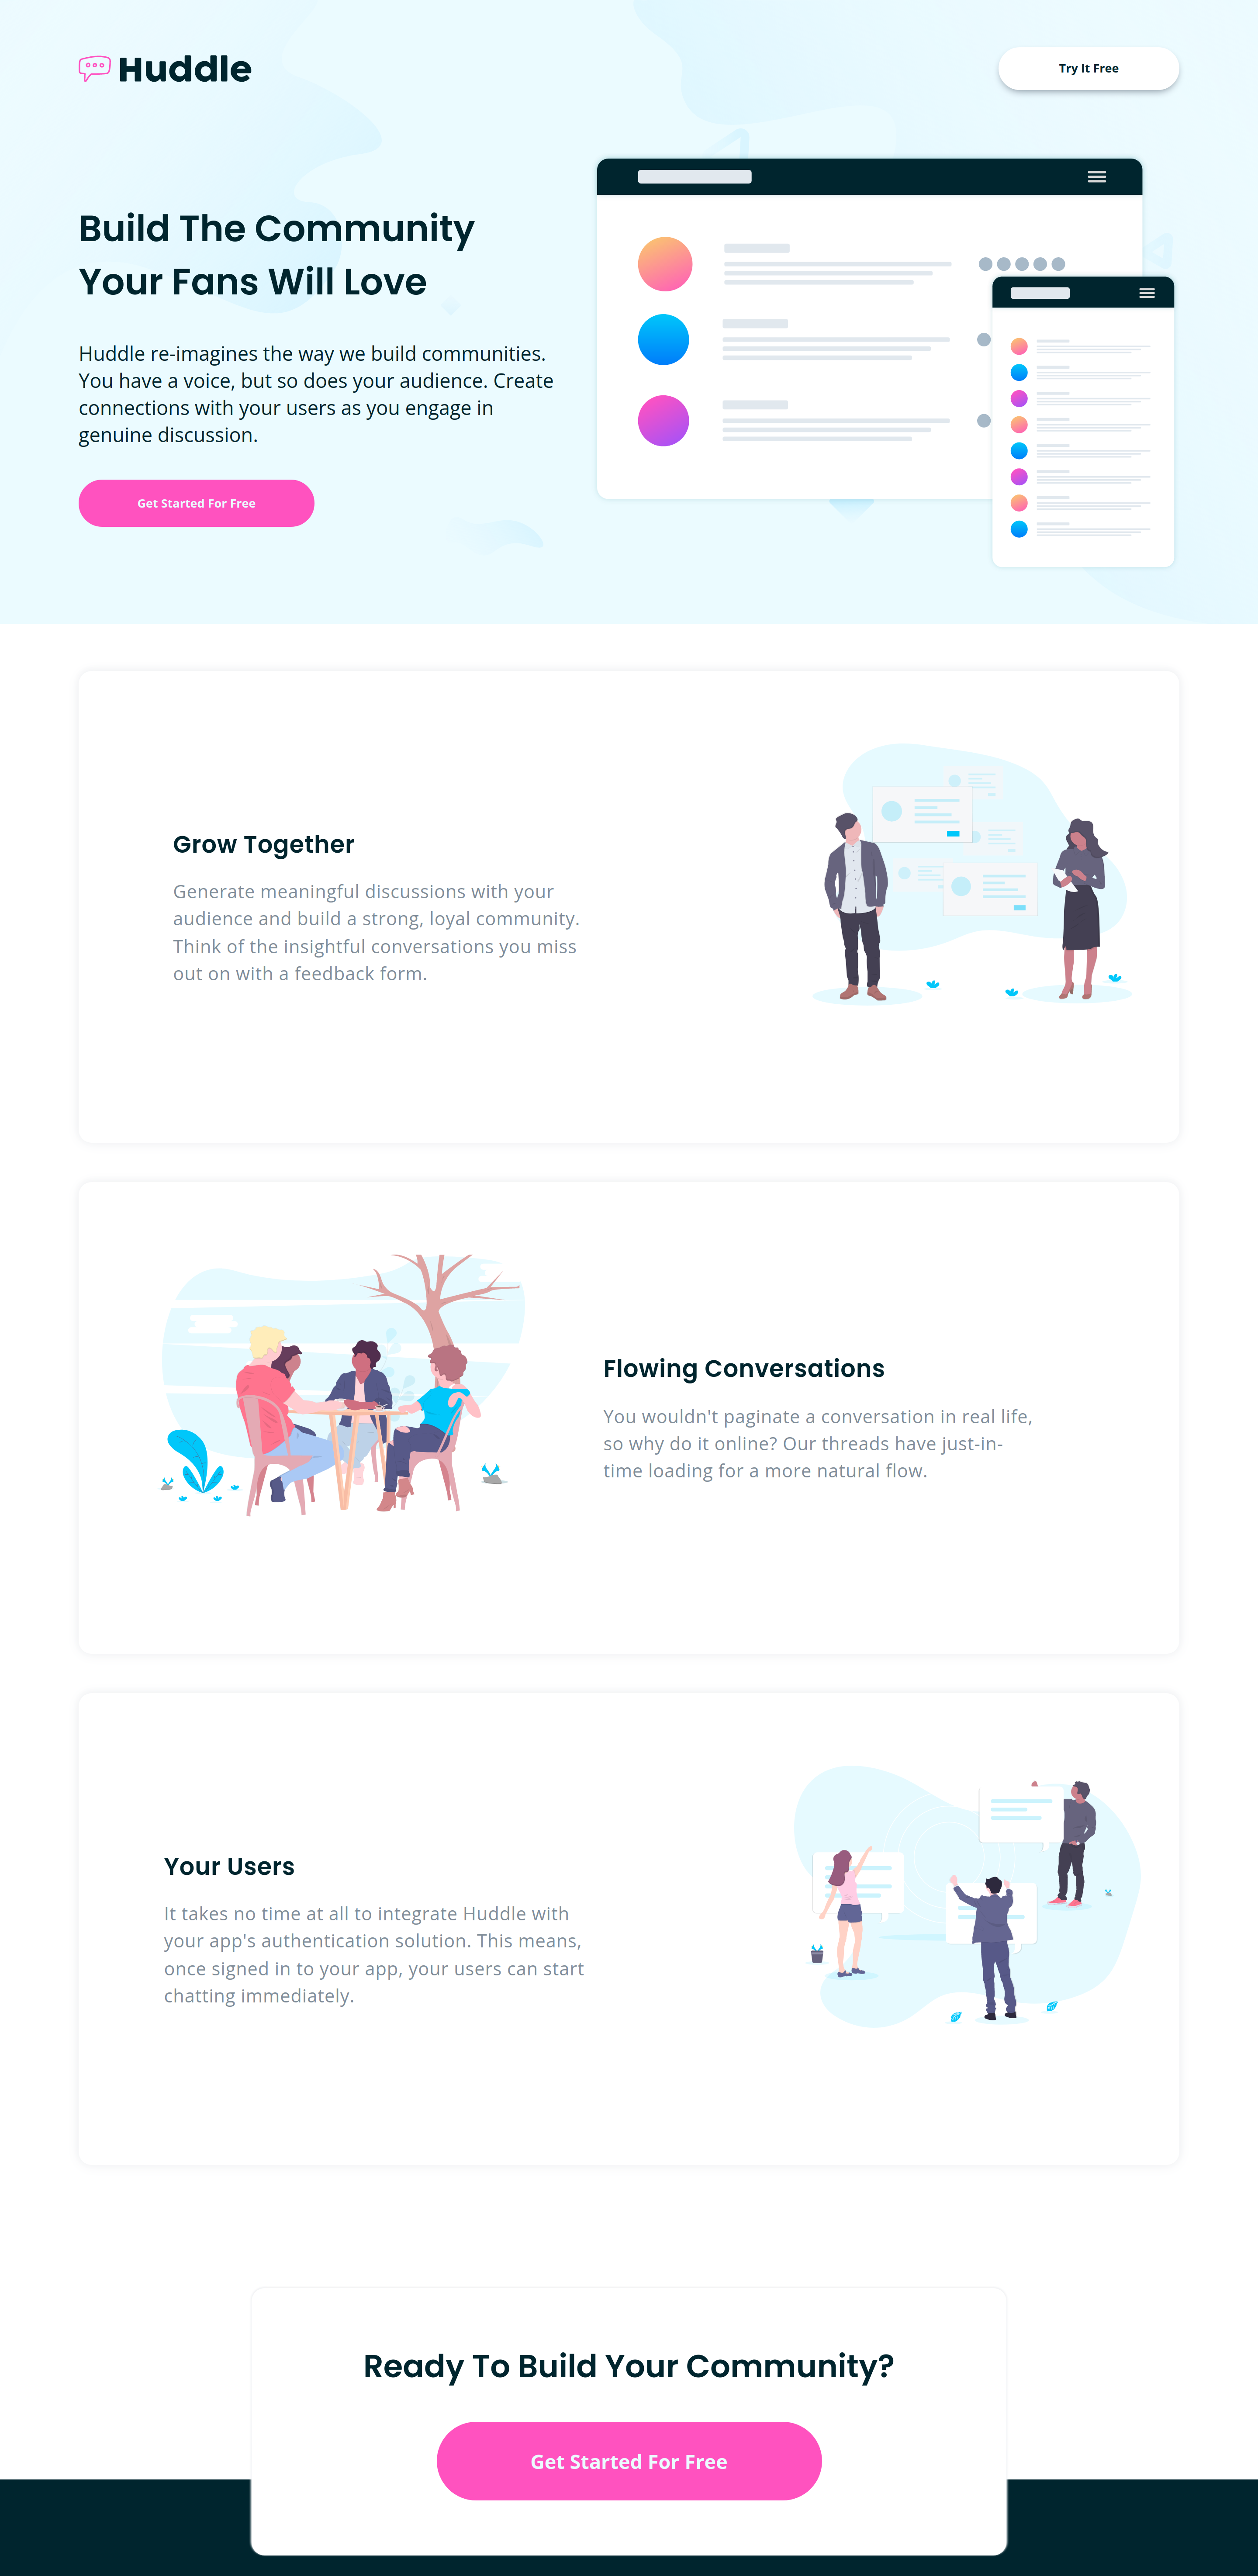 Huddle
Try It Free
Build The Community
Your Fans Will Love
Huddle re-imagines the way we build communities.
You have a voice, but so does your audience. Create
connections with your users as you engage in
genuine discussion.
Get Started For Free
Grow Together
Generate meaningful discussions with your
audience and build a strong, loyal community.
Think of the insightful conversations you miss
out on with a feedback form.
Flowing Conversations
You wouldn't paginate a conversation in real life,
so why do it online? Our threads have just-in-
time loading for a more natural flow.
Your Users
It takes no time at all to integrate Huddle with
your app's authentication solution. This means,
once signed in to your app, your users can start
chatting immediately.
Ready To Build Your Community?
Get Started For Free